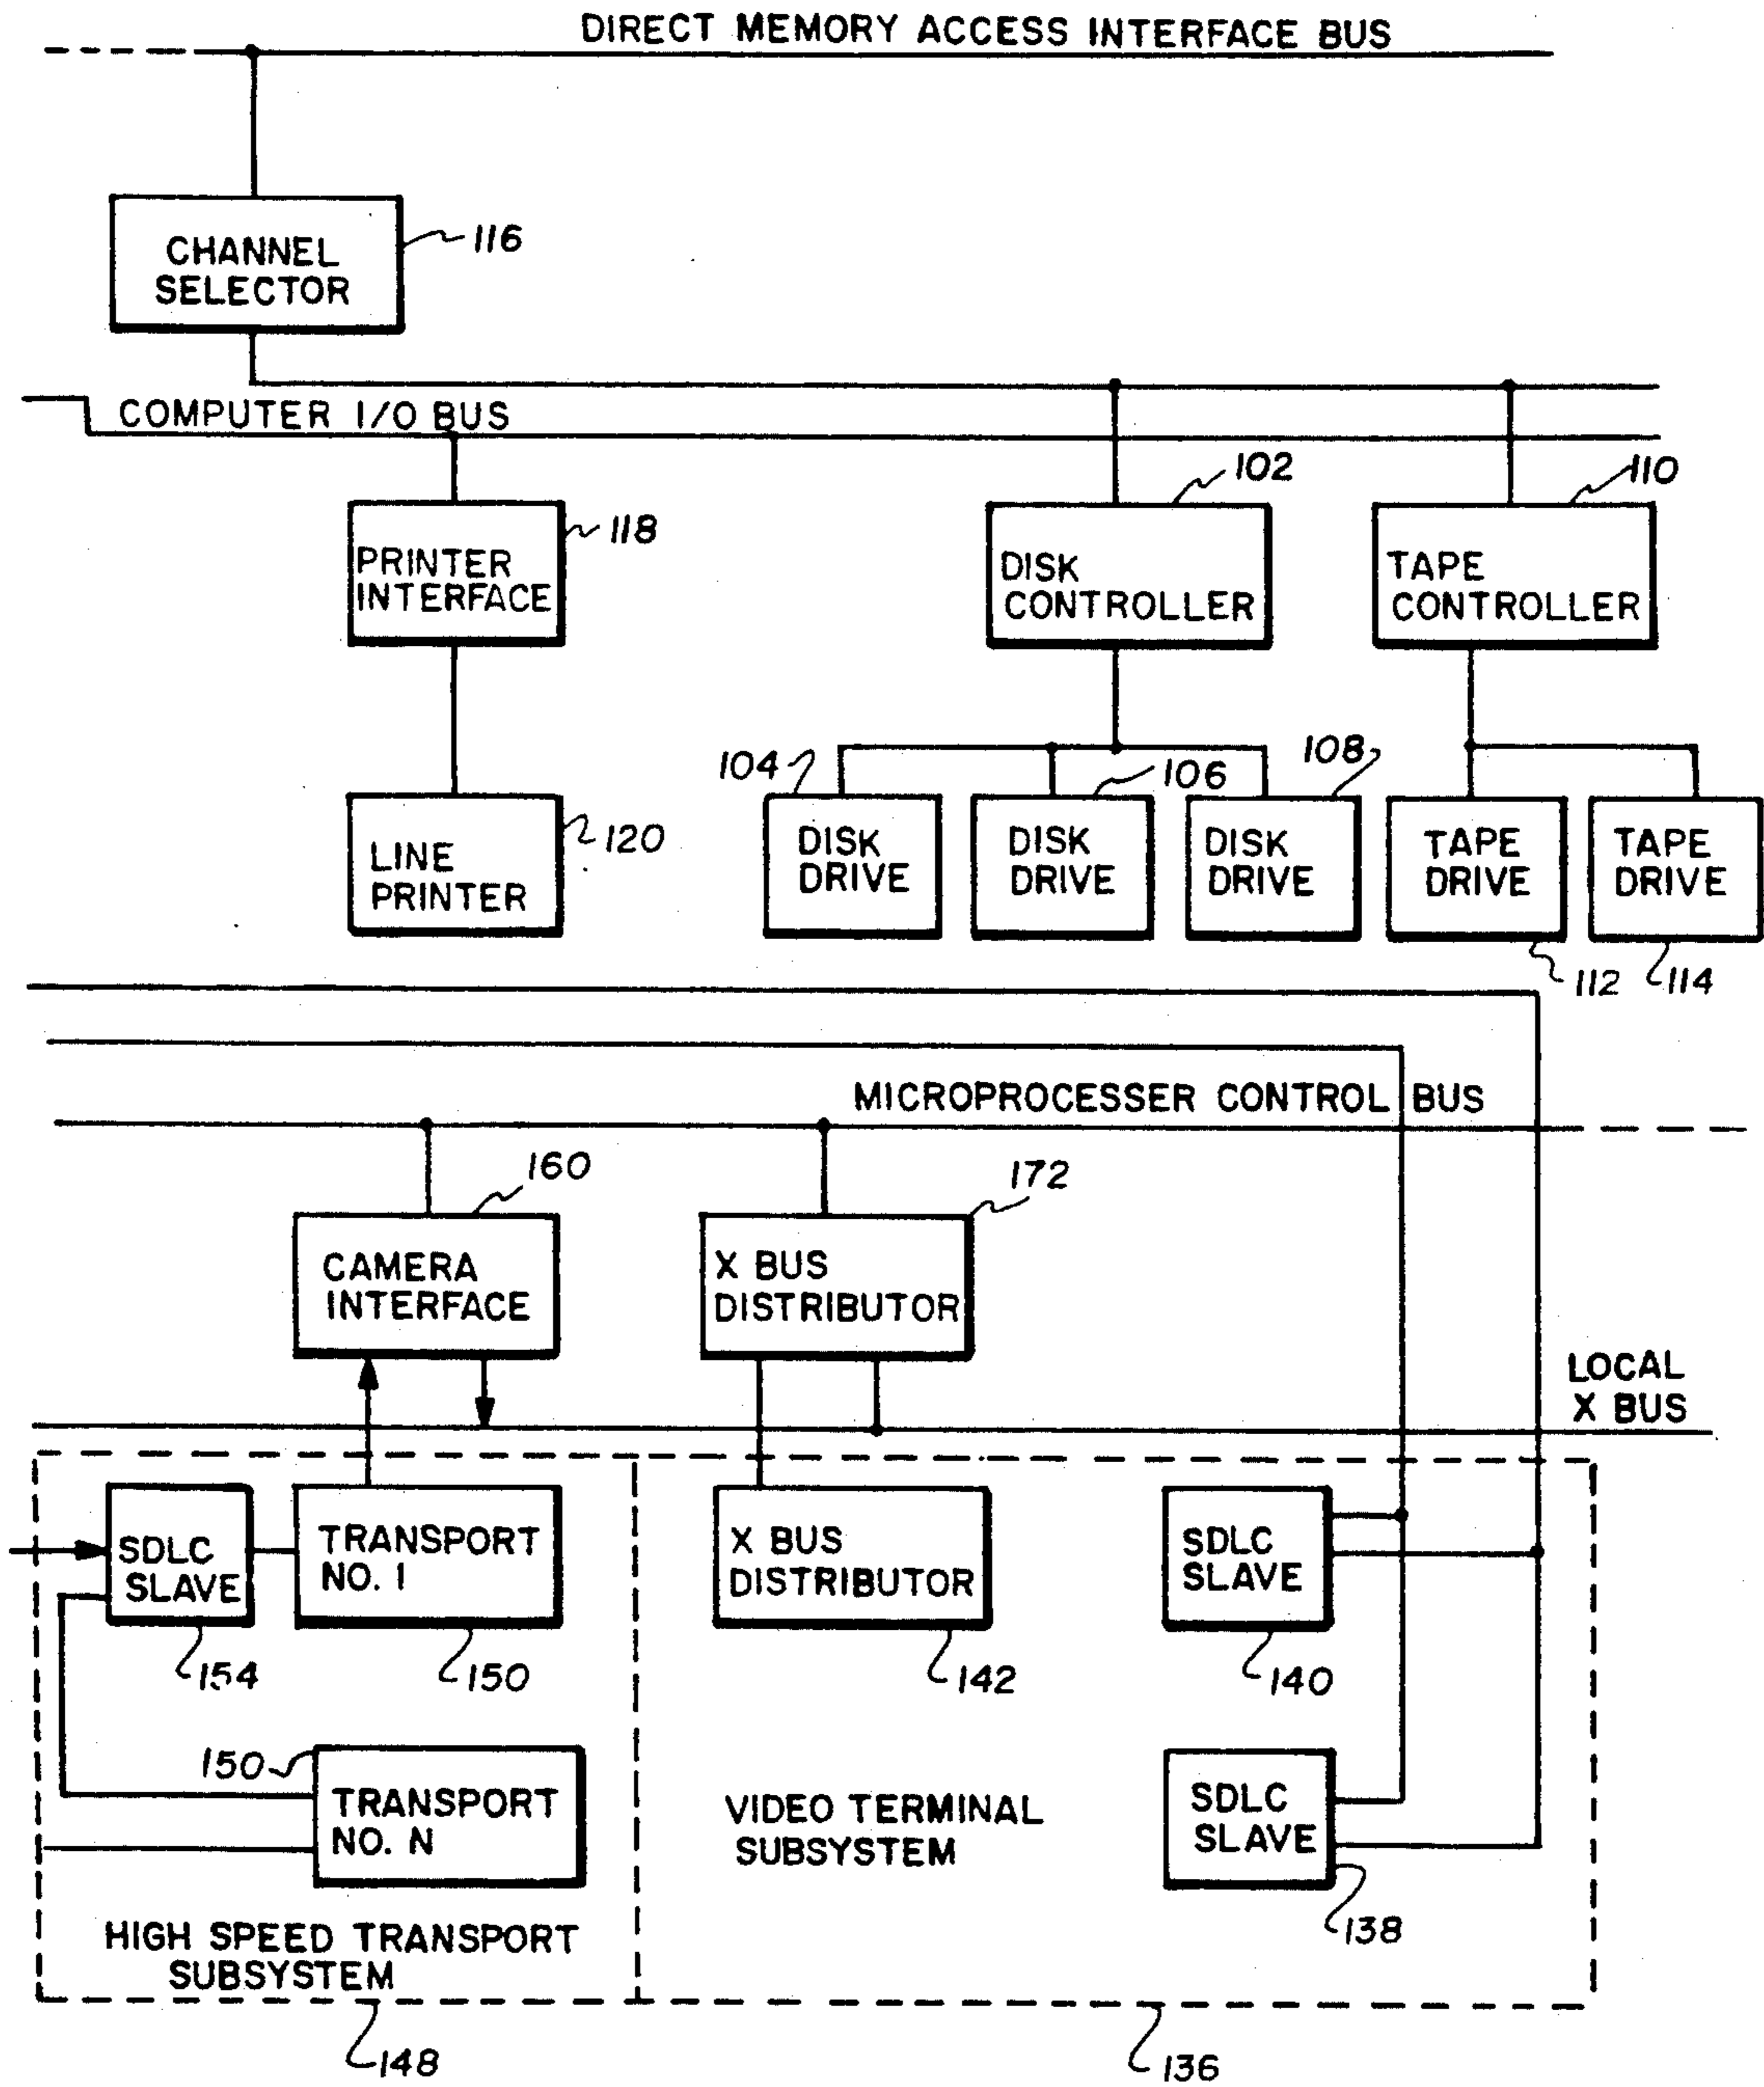 DIRECT MEMORY ACCESS INTERFACE BUS
CHANNEL
SELECTOR
116
COMPUTER I/O BUS
102
110
118
PRINTER
INTERFACE
DISK
CONTROLLER
TAPE
CONTROLLER
104
106
108
120
LINE
PRINTER
DISK
DRIVE
DISK
DRIVE
DISK
DRIVE
TAPE
DRIVE
TAPE
DRIVE
112
114
MICROPROCESSER CONTROL BUS
160
172
CAMERA
INTERFACE
X BUS
DISTRIBUTOR
LOCAL
X BUS
SDLC
SLAVE
TRANSPORT
NO. 1
X BUS
DISTRIBUTOR
SDLC
SLAVE
154
150
142
140
150
TRANSPORT
NO. N
VIDEO TERMINAL
SUBSYSTEM
SDLC
SLAVE
138
HIGH SPEED TRANSPORT
SUBSYSTEM
148
136